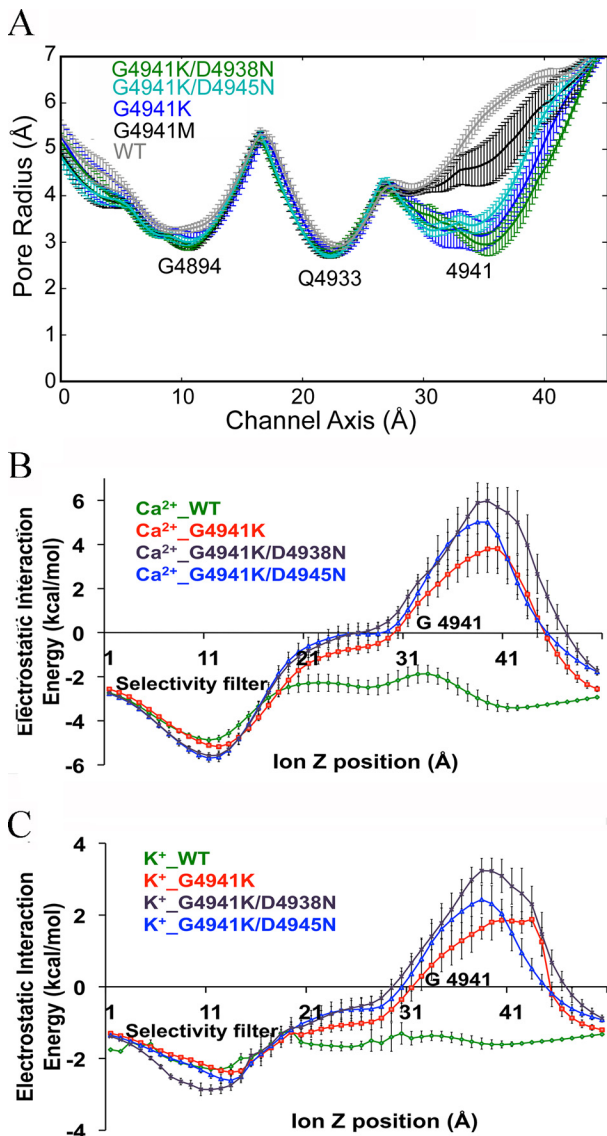 A
G4941K/D4938N
G4941K/D4945N
G4941K
G4941M
WT
7
6
5
4
3
2
1
0
Pore Radius (Å)
G4894
Q4933
4941
0
10
20
30
40
Channel Axis (Å)
B
Ca²⁺_WT
Ca²⁺_G4941K
Ca²⁺_G4941K/D4938N
Ca²⁺_G4941K/D4945N
6
4
2
0
-2
-4
-6
Electrostatic Interaction
Energy (kcal/mol)
G 4941
1
11
21
31
41
Selectivity filter
Ion Z position (Å)
C
K⁺_WT
K⁺_G4941K
K⁺_G4941K/D4938N
K⁺_G4941K/D4945N
4
2
0
-2
-4
Electrostatic Interaction
Energy (kcal/mol)
G 4941
1
11
21
31
41
Selectivity filter
Ion Z position (Å)